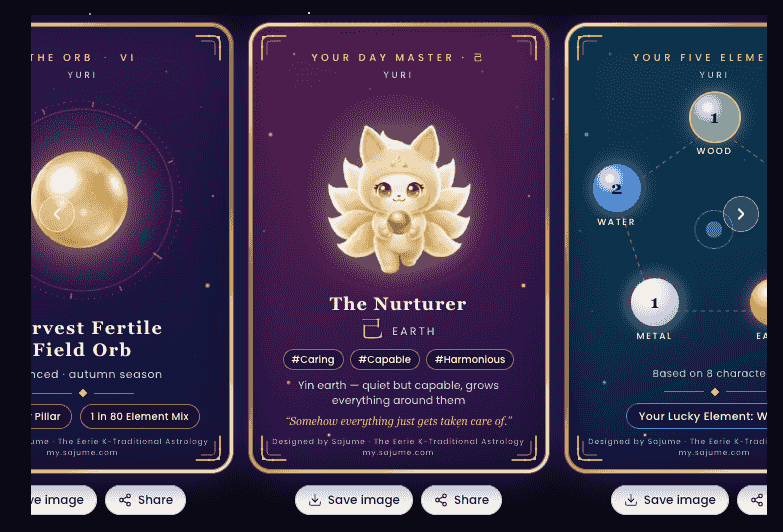 THE ORB · VI
YURI
rvest Fertile
Field Orb
nced · autumn season
Pillar
1 in 80 Element Mix
ume · The Eerie K-Traditional Astrology
my.sajume.com
ve image
Share
YOUR DAY MASTER · 己
YURI
The Nurturer
己 EARTH
#Caring
#Capable
#Harmonious
Yin earth — quiet but capable, grows
everything around them
“Somehow everything just gets taken care of.”
Designed by Sajume · The Eerie K-Traditional Astrology
my.sajume.com
Save image
Share
YOUR FIVE ELEME
YURI
1
WOOD
2
WATER
1
METAL
EA
Based on 8 characte
Your Lucky Element: W
Designed by Sajume · The Eerie K-Tradit
my.sajume.com
Save image